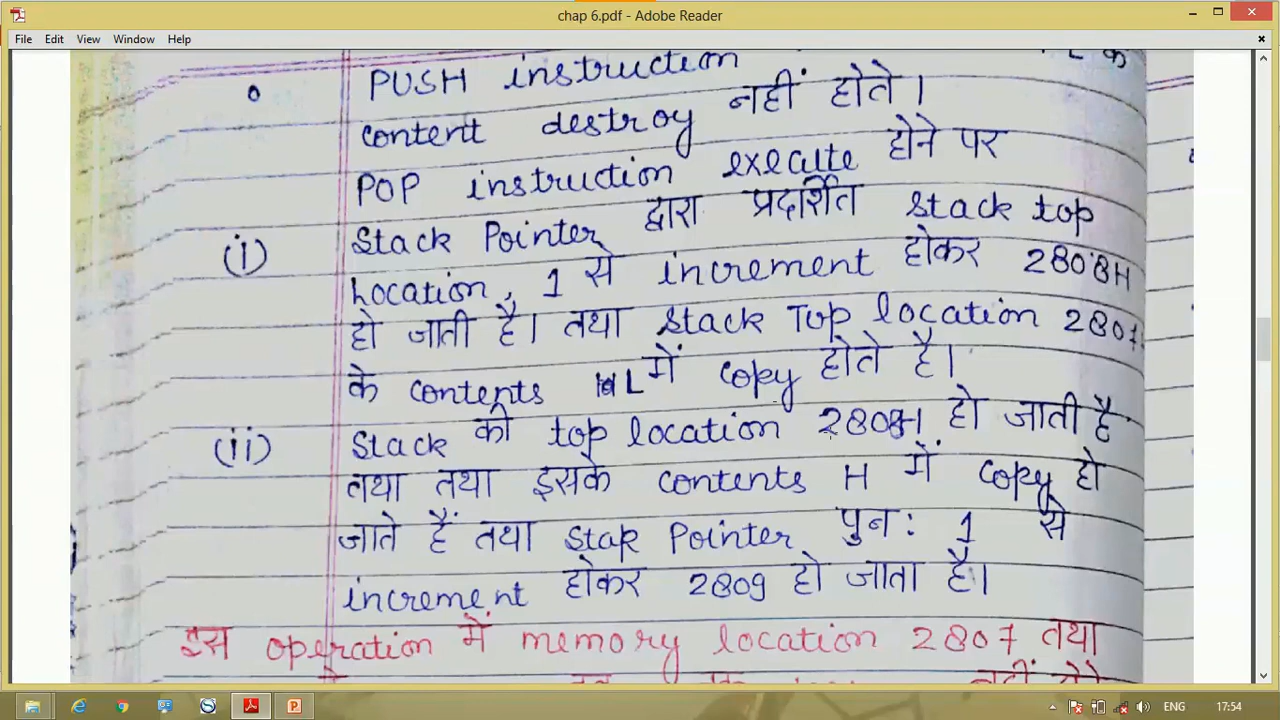 chap 6.pdf - Adobe Reader
File Edit View Window Help
PUSH instruction
L के
content destroy नहीं होते।
POP instruction execute होने पर
(i) Stack Pointer द्वारा प्रदार्शित stack top
Location, 1 से increment होकर 2808H
हो जाती है। तथा Stack Top location 2807
के contents L में copy होते है।
(ii) Stack की top location 2808H हो जाती है
तथा तथा इसके contents H में copy हो
जाते हैं तथा Stak Pointer पुन: 1 से
increment होकर 2809 हो जाता है।
इस operation में memory location 2807 तथा
ENG 17:54